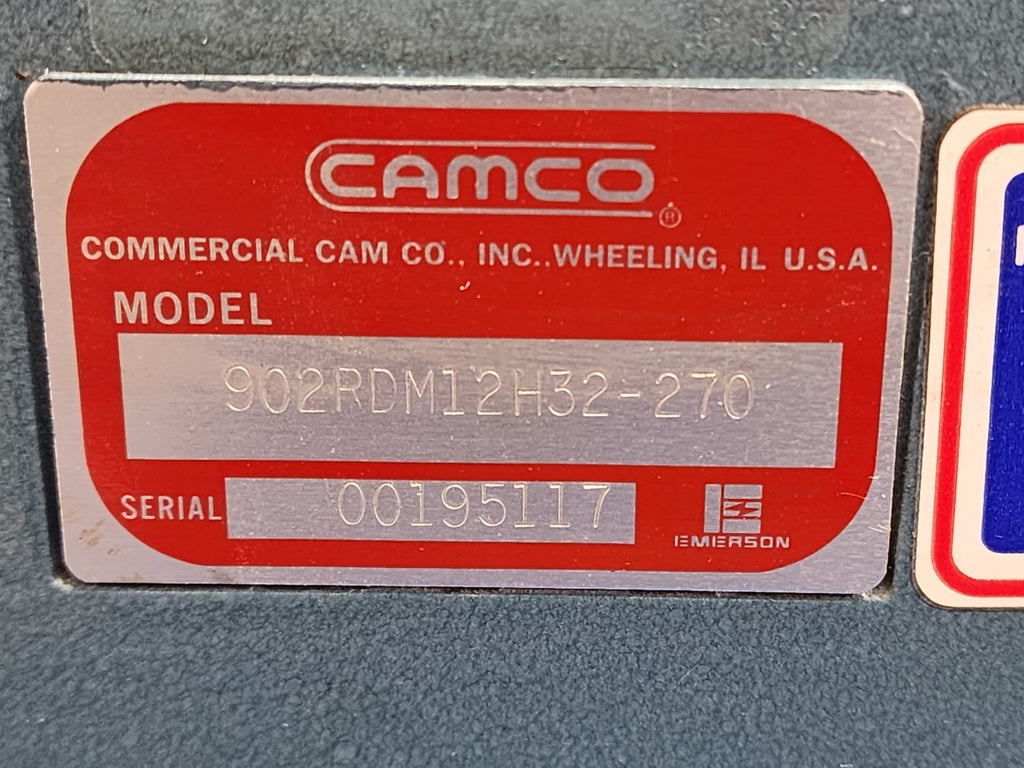 CAMCO®
COMMERCIAL CAM CO., INC..WHEELING, IL U.S.A.
MODEL
902RDM12H32-270
SERIAL 00195117
EMERSON